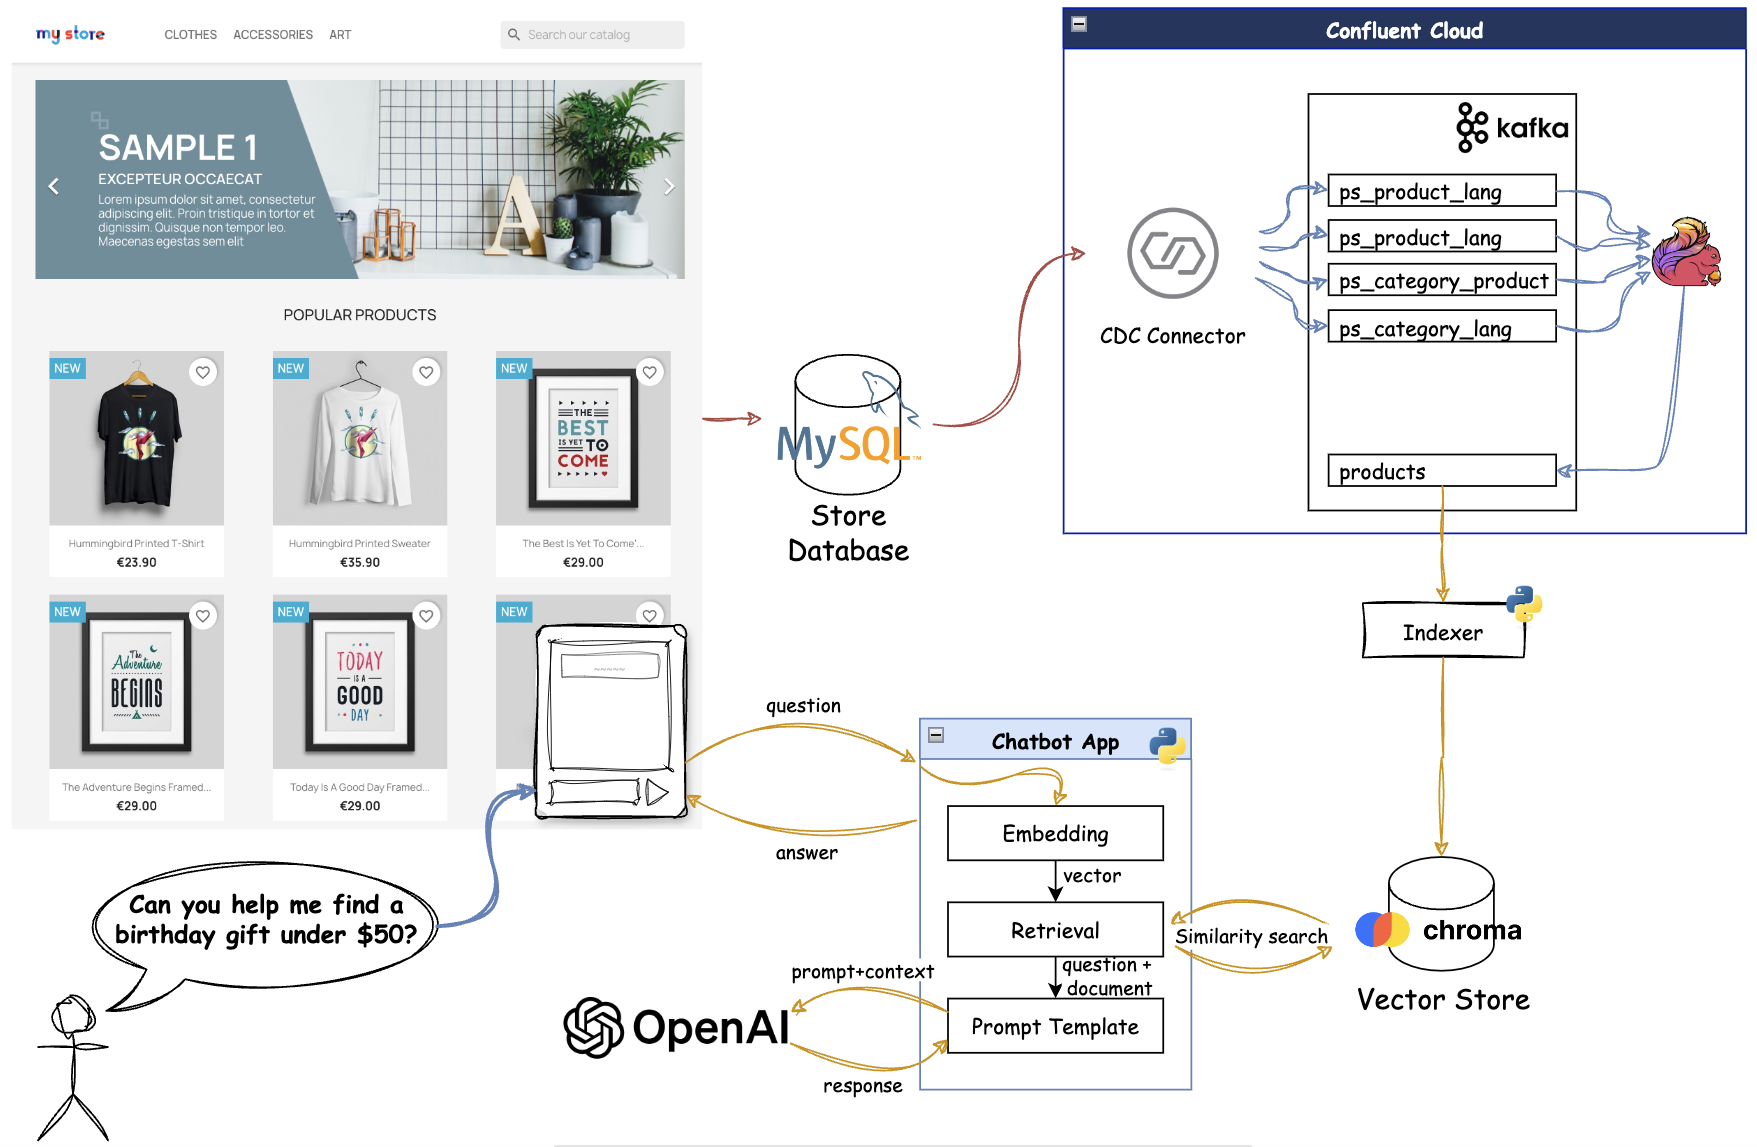 my store
CLOTHES
ACCESSORIES
ART
Search our catalog
SAMPLE 1
EXCEPTEUR OCCAECAT
Lorem ipsum dolor sit amet, consectetur
adipiscing elit. Proin tristique in tortor et
dignissim. Quisque non tempor leo.
Maecenas egestas sem elit
A
POPULAR PRODUCTS
NEW
NEW
NEW
THE
BEST
IS YET TO
COME
Hummingbird Printed T-Shirt
€23.90
Hummingbird Printed Sweater
€35.90
The Best Is Yet To Come'...
€29.00
NEW
NEW
NEW
The
Adventure
BEGINS
TODAY
IS A
GOOD
DAY
The Adventure Begins Framed...
€29.00
Today Is A Good Day Framed...
€29.00
Can you help me find a
birthday gift under $50?
MySQL™
Store
Database
Confluent Cloud
CDC Connector
kafka
ps_product_lang
ps_product_lang
ps_category_product
ps_category_lang
products
Indexer
question
answer
Chatbot App
Embedding
vector
Retrieval
question +
document
Prompt Template
Similarity search
chroma
Vector Store
prompt+context
OpenAI
response